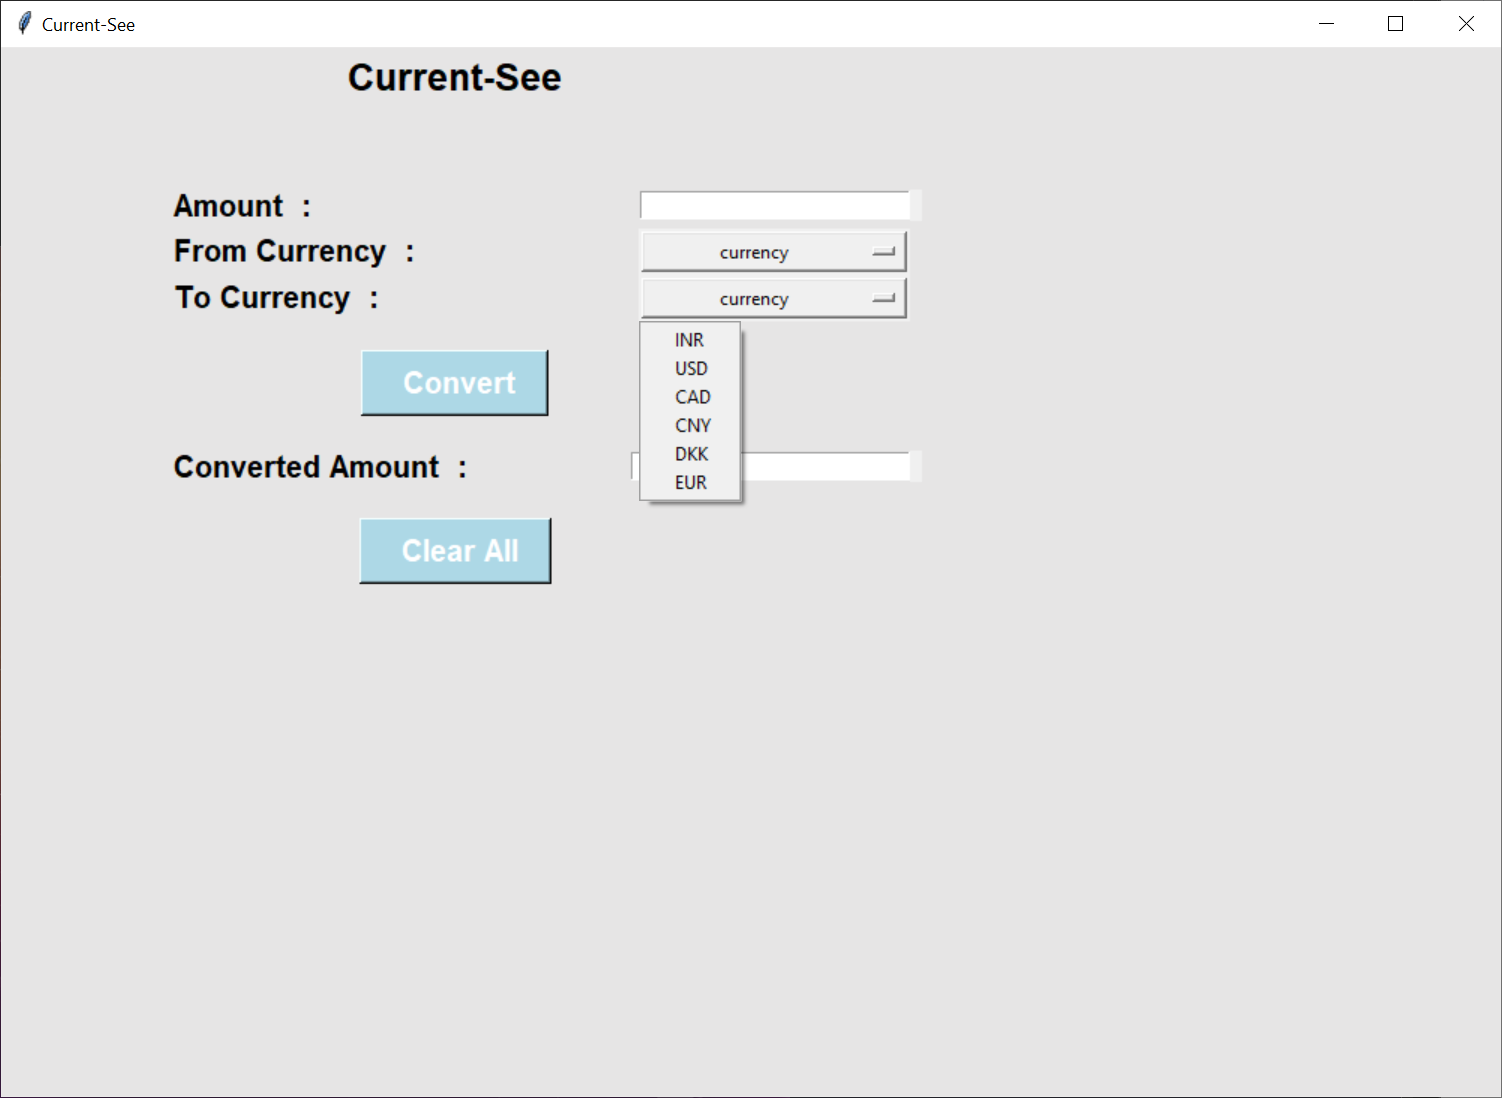 Current-See
Current-See
Amount :
From Currency : currency
To Currency : currency
INR
USD
CAD
CNY
DKK
EUR
Convert
Converted Amount :
Clear All